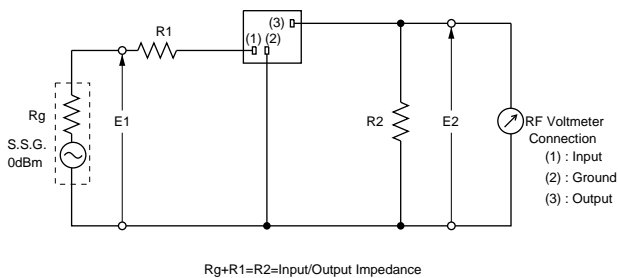 (3)
R1
(1) (2)
Rg
S.S.G.
0dBm
E1
R2
E2
RF Voltmeter
Connection
(1) : Input
(2) : Ground
(3) : Output
Rg+R1=R2=Input/Output Impedance